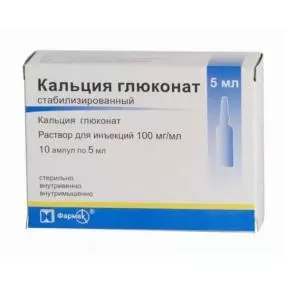 Кальция глюконат
5 мл
стабилизированный
Кальция глюконат
Раствор для инъекций 100 мг/мл
10 ампул по 5 мл
стерильно
внутривенно
внутримышечно
Фармак®